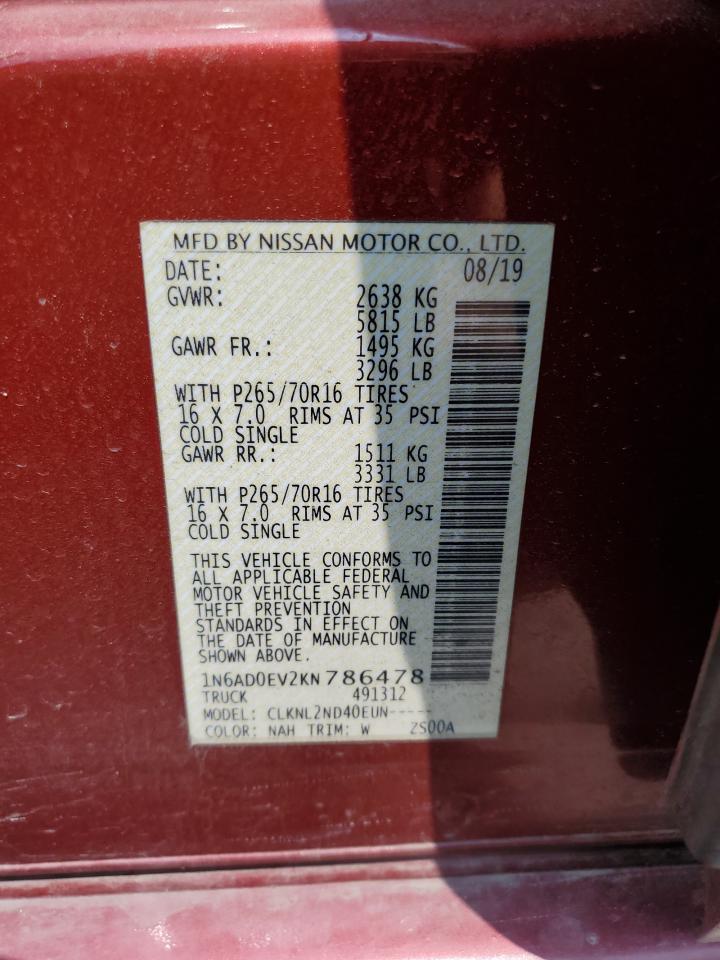 MFD BY NISSAN MOTOR CO., LTD.
DATE: 08/19
GVWR: 2638 KG
5815 LB
GAWR FR.: 1495 KG
3296 LB
WITH P265/70R16 TIRES
16 X 7.0 RIMS AT 35 PSI
COLD SINGLE
GAWR RR.: 1511 KG
3331 LB
WITH P265/70R16 TIRES
16 X 7.0 RIMS AT 35 PSI
COLD SINGLE
THIS VEHICLE CONFORMS TO
ALL APPLICABLE FEDERAL
MOTOR VEHICLE SAFETY AND
THEFT PREVENTION
STANDARDS IN EFFECT ON
THE DATE OF MANUFACTURE
SHOWN ABOVE.
1N6AD0EV2KN786478
TRUCK 491312
MODEL: CLKNL2ND40EUN-----
COLOR: NAH TRIM: W 2S00A